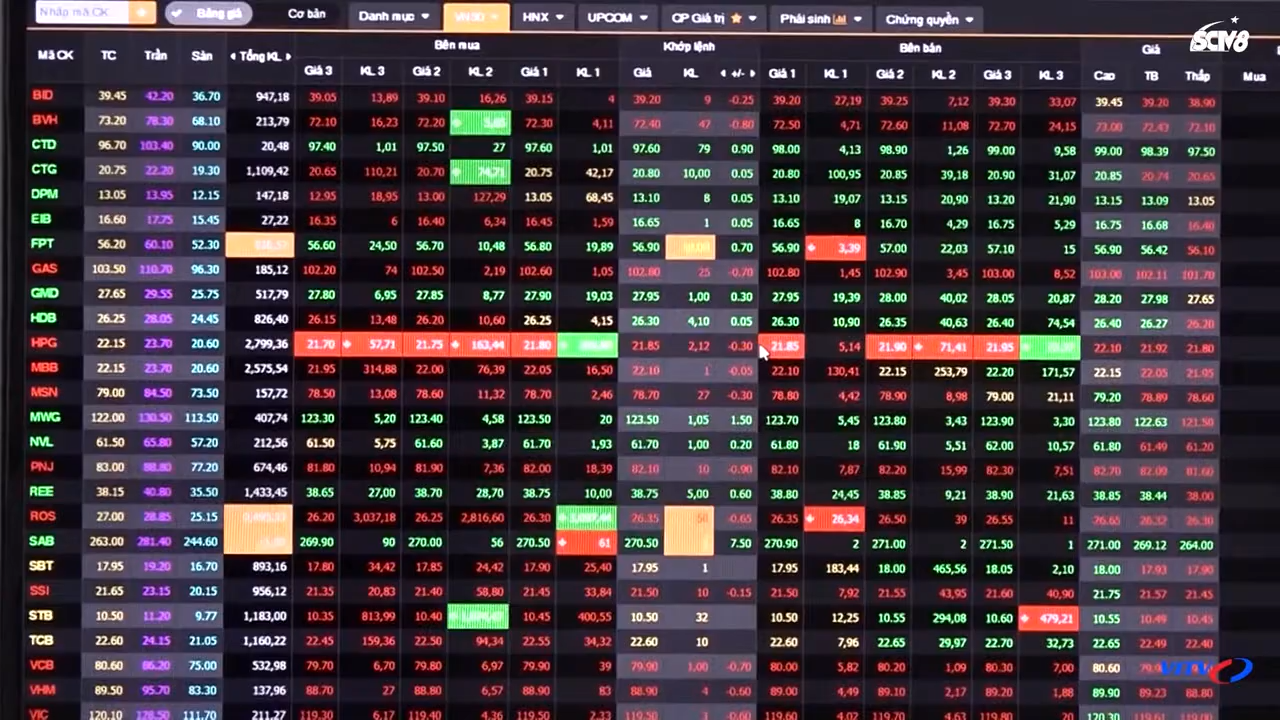 Nhập mã CK Bảng giá Cơ bản Danh mục VN30 HNX UPCOM GP Giá trị Phái sinh Chứng quyền
SCTV8
Mã CK TC Trần Sàn Tổng KL Bên mua Khớp lệnh Bên bán Giá
Giá 3 KL 3 Giá 2 KL 2 Giá 1 KL 1 Giá KL +/- Giá 1 KL 1 Giá 2 KL 2 Giá 3 KL 3 Cao TB Thấp Mua
BID 39.45 42.20 36.70 947,18 39.05 13,89 39.10 16,26 39.15 4 39.20 9 -0.25 39.20 27,19 39.25 7,12 39.30 33,07 39.45 39.20 38.90
BVH 73.20 78.30 68.10 213,79 72.10 16,23 72.20 72.30 4,11 72.40 47 -0.80 72.50 4,71 72.60 11,08 72.70 24,15 73.00 72.43 72.10
CTD 96.70 103.40 90.00 20,48 97.40 1,01 97.50 27 97.60 1,01 97.60 79 0.90 98.00 4,13 98.90 1,26 99.00 9,58 99.00 98.39 97.50
CTG 20.75 22.20 19.30 1,109,42 20.65 110,21 20.70 74,71 20.75 42,17 20.80 10,00 0.05 20.80 100,95 20.85 39,18 20.90 31,07 20.85 20.74 20.65
DPM 13.05 13.95 12.15 147,18 12.95 18,95 13.00 127,29 13.05 68,45 13.10 8 0.05 13.10 19,07 13.15 20,90 13.20 21,90 13.15 13.09 13.05
EIB 16.60 17.75 15.45 27,22 16.35 6 16.40 6,34 16.45 1,59 16.65 1 0.05 16.65 8 16.70 4,29 16.75 5,29 16.75 16.68 16.40
FPT 56.20 60.10 52.30 56.60 24,50 56.70 10,48 56.80 19,89 56.90 0.70 56.90 3,39 57.00 22,03 57.10 15 56.90 56.42 56.10
GAS 103.50 110.70 96.30 185,12 102.20 74 102.50 2,19 102.60 1,05 102.80 25 -0.70 102.80 1,45 102.90 3,45 103.00 8,52 103.00 102.11 101.70
GMD 27.65 29.55 25.75 517,79 27.80 6,95 27.85 8,77 27.90 19,03 27.95 1,00 0.30 27.95 19,39 28.00 40,02 28.05 20,87 28.20 27.98 27.65
HDB 26.25 28.05 24.45 826,40 26.15 13,48 26.20 10,60 26.25 4,15 26.30 4,10 0.05 26.30 10,90 26.35 40,63 26.40 74,54 26.40 26.27 26.20
HPG 22.15 23.70 20.60 2,799,36 21.70 57,71 21.75 163,44 21.80 21.85 2,12 -0.30 21.85 5,14 21.90 71,41 21.95 22.10 21.92 21.80
MBB 22.15 23.70 20.60 2,575,54 21.95 314,88 22.00 76,39 22.05 16,50 22.10 1 -0.05 22.10 130,41 22.15 253,79 22.20 171,57 22.15 22.05 21.95
MSN 79.00 84.50 73.50 157,72 78.50 13,08 78.60 11,32 78.70 2,46 78.70 27 -0.30 78.80 4,42 78.90 8,98 79.00 21,11 79.20 78.89 78.60
MWG 122.00 130.50 113.50 407,74 123.30 5,20 123.40 4,58 123.50 20 123.50 1,05 1.50 123.70 5,45 123.80 3,43 123.90 3,30 123.80 122.63 121.50
NVL 61.50 65.80 57.20 212,56 61.50 5,75 61.60 3,87 61.70 1,93 61.70 1,00 0.20 61.80 18 61.90 5,51 62.00 10,57 61.80 61.49 61.20
PNJ 83.00 88.80 77.20 674,46 81.80 10,94 81.90 7,36 82.00 18,39 82.10 10 -0.90 82.10 7,87 82.20 15,99 82.30 7,51 82.70 82.09 81.60
REE 38.15 40.80 35.50 1,433,45 38.65 27,00 38.70 28,70 38.75 10,00 38.75 5,00 0.60 38.80 24,45 38.85 9,21 38.90 21,63 38.85 38.44 38.00
ROS 27.00 28.85 25.15 26.20 3,037,18 26.25 2,816,60 26.30 26.35 50 -0.65 26.35 26,34 26.50 39 26.55 11 26.65 26.32 26.30
SAB 263.00 281.40 244.60 269.90 90 270.00 56 270.50 61 270.50 7.50 270.90 2 271.00 2 271.50 1 271.00 269.12 264.00
SBT 17.95 19.20 16.70 893,16 17.80 34,42 17.85 24,42 17.90 25,40 17.95 1 17.95 183,44 18.00 465,56 18.05 2,10 18.00 17.93 17.90
SSI 21.65 23.15 20.15 956,12 21.35 20,83 21.40 58,80 21.45 33,84 21.50 10 -0.15 21.50 7,92 21.55 43,95 21.60 40,90 21.75 21.57 21.45
STB 10.50 11.20 9.77 1,183,00 10.35 813,99 10.40 10.45 400,55 10.50 32 10.50 12,25 10.55 294,08 10.60 479,21 10.55 10.49 10.45
TCB 22.60 24.15 21.05 1,160,22 22.45 159,36 22.50 94,34 22.55 34,32 22.60 10 22.60 7,96 22.65 29,97 22.70 32,73 22.65 22.49 22.40
VCB 80.60 86.20 75.00 532,98 79.70 6,70 79.80 6,97 79.90 39 79.90 1,00 -0.70 80.00 5,82 80.20 1,09 80.30 7,00 80.60
VHM 89.50 95.70 83.30 137,96 88.70 27 88.80 6,57 88.90 83 88.90 4 -0.60 89.00 4,49 89.10 2,17 89.20 1,88 89.90 89.23 88.80
VIC 120.10 128.50 111.70 211,27 119.30 6,17 119.40 4,36 119.50 2,33 119.50 6 -0.60 119.60 4,02 119.70 4,63 119.80 20 120.30 119.61 119.10